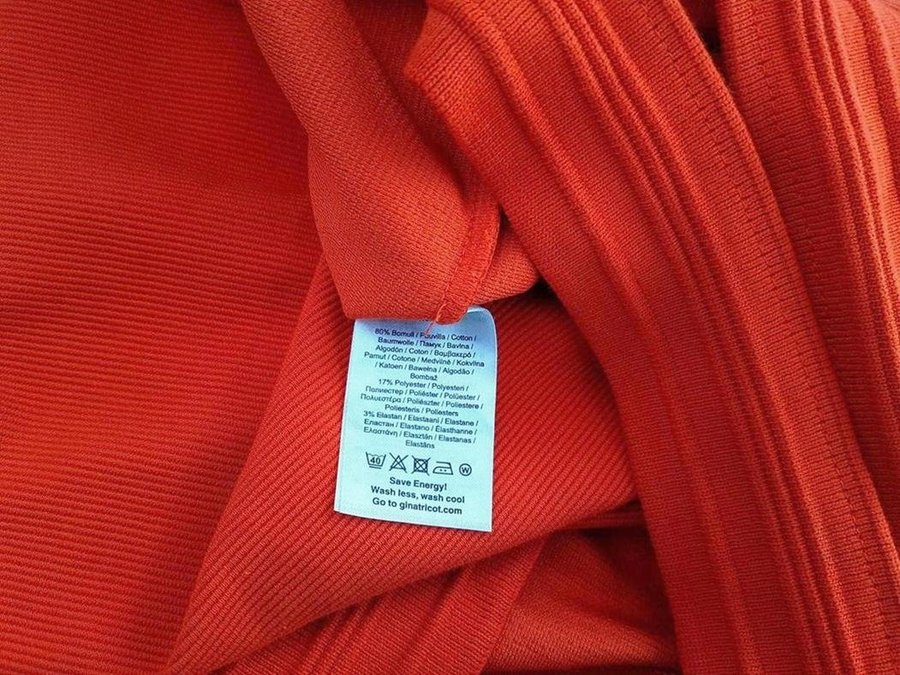 80% Bomull / Puuvilla / Cotton /
Baumwolle / Памук / Bavlna /
Algodón / Coton / Βαμβακερό /
Pamut / Cotone / Medvilnė / Kokvilna
/ Katoen / Bawełna / Algodão /
Bombaž
17% Polyester / Polyesteri /
Полиестер / Poliéster / Polüester /
Πολυεστέρα / Poliészter / Poliestere /
Poliesteris / Poliesters
3% Elastan / Elastaani / Elastane /
Еластан / Elastano / Élasthanne /
Ελαστάνη / Elasztán / Elastanas /
Elastāns
40 W
Save Energy!
Wash less, wash cool
Go to ginatricot.com